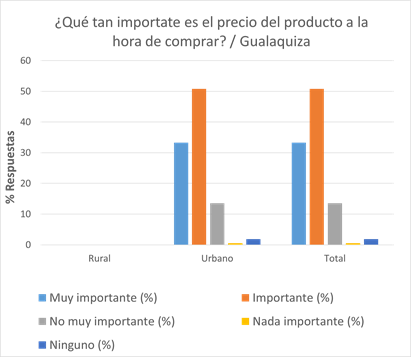 ¿Qué tan importate es el precio del producto a la
hora de comprar? / Gualaquiza
% Respuestas
60
50
40
30
20
10
0
Rural
Urbano
Total
Muy importante (%)
Importante (%)
No muy importante (%)
Nada importante (%)
Ninguno (%)